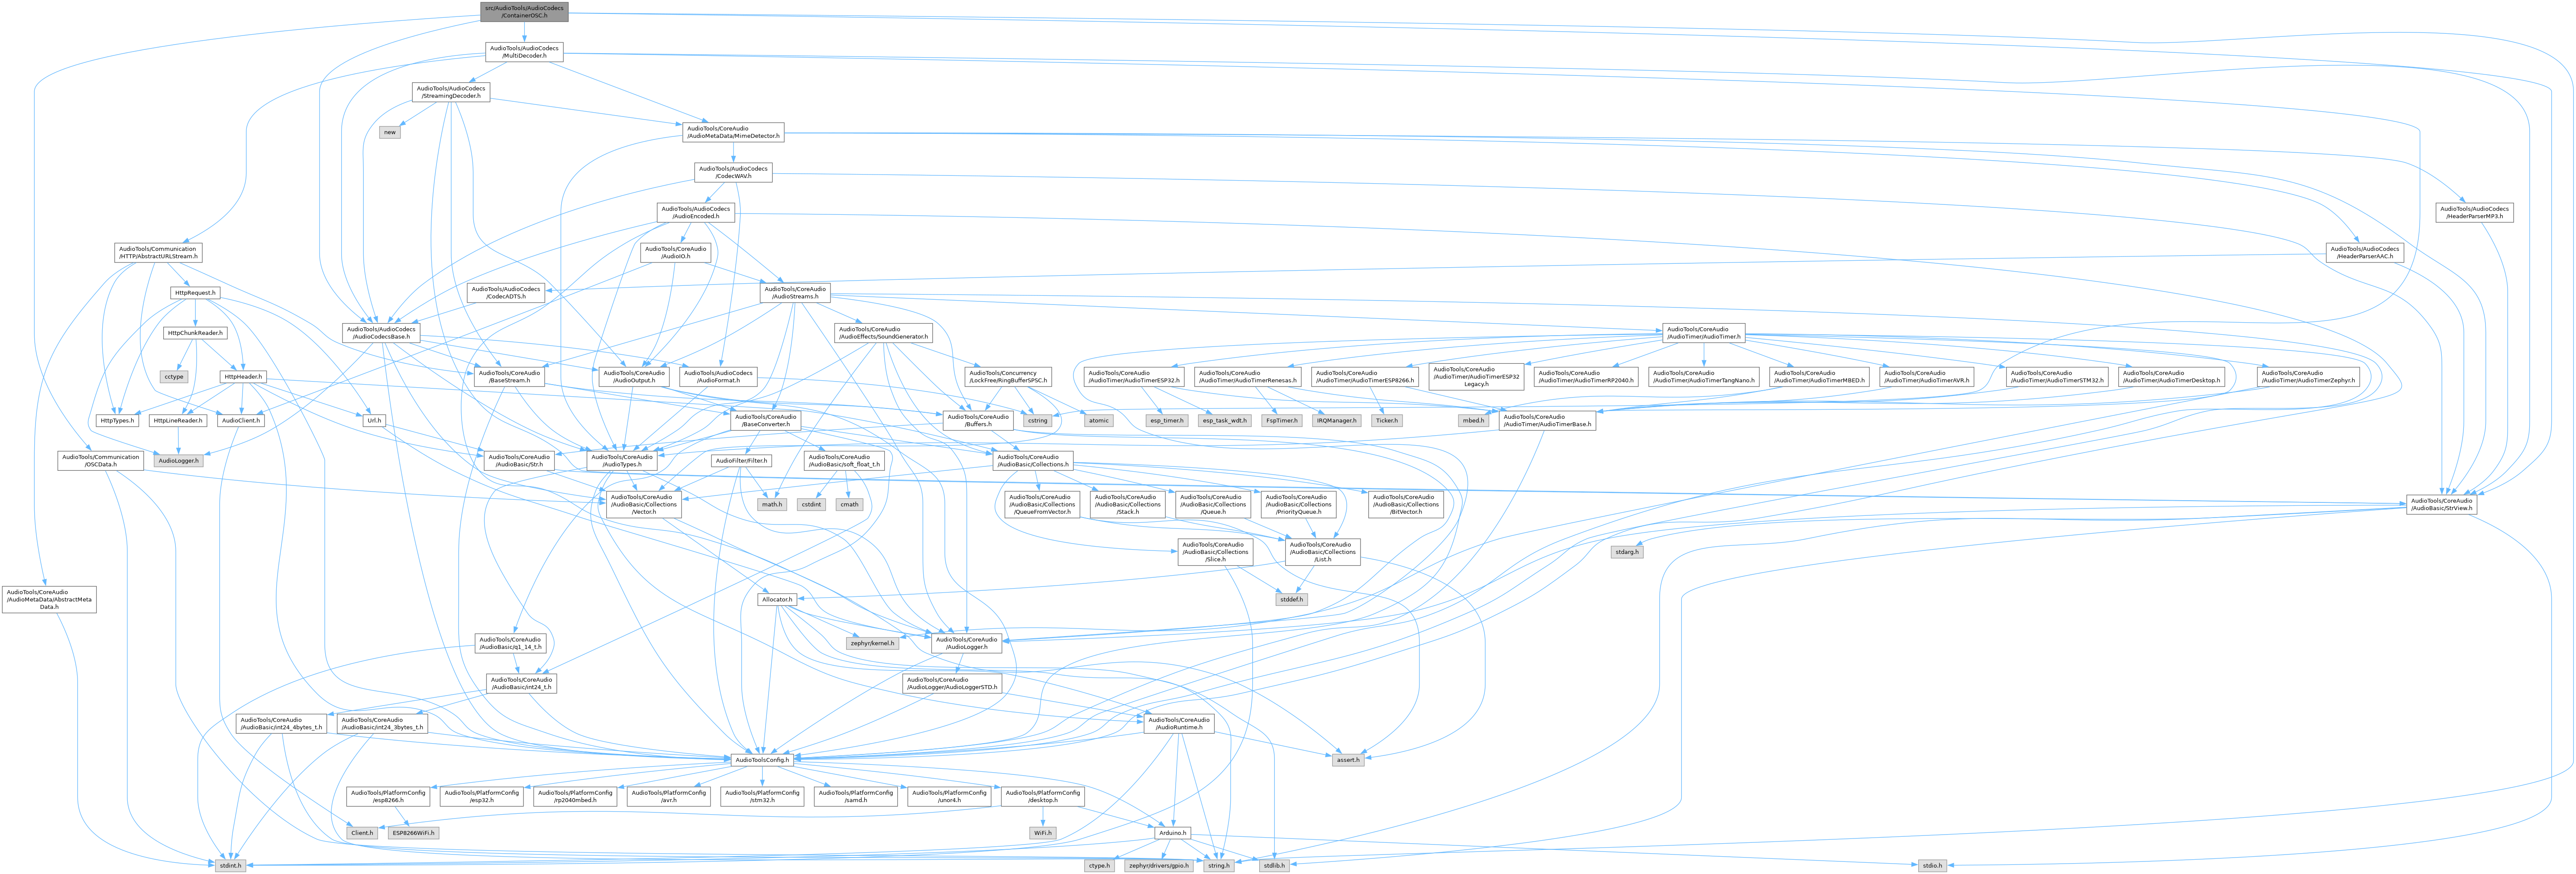 src/AudioTools/AudioCodecs
/ContainerOSC.h
AudioTools/AudioCodecs
/MultiDecoder.h
AudioTools/AudioCodecs
/StreamingDecoder.h
new
AudioTools/CoreAudio
/AudioMetaData/MimeDetector.h
AudioTools/AudioCodecs
/CodecWAV.h
AudioTools/AudioCodecs
/AudioEncoded.h
AudioTools/AudioCodecs
/HeaderParserMP3.h
AudioTools/Communication
/HTTP/AbstractURLStream.h
AudioTools/CoreAudio
/AudioIO.h
AudioTools/AudioCodecs
/HeaderParserAAC.h
HttpRequest.h
AudioTools/AudioCodecs
/CodecADTS.h
AudioTools/CoreAudio
/AudioStreams.h
HttpChunkReader.h
AudioTools/AudioCodecs
/AudioCodecsBase.h
AudioTools/CoreAudio
/AudioEffects/SoundGenerator.h
AudioTools/CoreAudio
/AudioTimer/AudioTimer.h
cctype
HttpHeader.h
AudioTools/CoreAudio
/BaseStream.h
AudioTools/CoreAudio
/AudioOutput.h
AudioTools/AudioCodecs
/AudioFormat.h
AudioTools/Concurrency
/LockFree/RingBufferSPSC.h
AudioTools/CoreAudio
/AudioTimer/AudioTimerESP32.h
AudioTools/CoreAudio
/AudioTimer/AudioTimerRenesas.h
AudioTools/CoreAudio
/AudioTimer/AudioTimerESP8266.h
AudioTools/CoreAudio
/AudioTimer/AudioTimerESP32
Legacy.h
AudioTools/CoreAudio
/AudioTimer/AudioTimerRP2040.h
AudioTools/CoreAudio
/AudioTimer/AudioTimerTangNano.h
AudioTools/CoreAudio
/AudioTimer/AudioTimerMBED.h
AudioTools/CoreAudio
/AudioTimer/AudioTimerAVR.h
AudioTools/CoreAudio
/AudioTimer/AudioTimerSTM32.h
AudioTools/CoreAudio
/AudioTimer/AudioTimerDesktop.h
AudioTools/CoreAudio
/AudioTimer/AudioTimerZephyr.h
HttpTypes.h
HttpLineReader.h
AudioClient.h
Url.h
AudioTools/CoreAudio
/BaseConverter.h
AudioTools/CoreAudio
/Buffers.h
cstring
atomic
esp_timer.h
esp_task_wdt.h
FspTimer.h
IRQManager.h
Ticker.h
mbed.h
AudioTools/CoreAudio
/AudioTimer/AudioTimerBase.h
AudioTools/Communication
/OSCData.h
AudioLogger.h
AudioTools/CoreAudio
/AudioBasic/Str.h
AudioTools/CoreAudio
/AudioTypes.h
AudioFilter/Filter.h
AudioTools/CoreAudio
/AudioBasic/soft_float_t.h
AudioTools/CoreAudio
/AudioBasic/Collections.h
AudioTools/CoreAudio
/AudioBasic/Collections
/Vector.h
math.h
cstdint
cmath
AudioTools/CoreAudio
/AudioBasic/Collections
/QueueFromVector.h
AudioTools/CoreAudio
/AudioBasic/Collections
/Stack.h
AudioTools/CoreAudio
/AudioBasic/Collections
/Queue.h
AudioTools/CoreAudio
/AudioBasic/Collections
/PriorityQueue.h
AudioTools/CoreAudio
/AudioBasic/Collections
/BitVector.h
AudioTools/CoreAudio
/AudioBasic/StrView.h
AudioTools/CoreAudio
/AudioBasic/Collections
/Slice.h
AudioTools/CoreAudio
/AudioBasic/Collections
/List.h
stdarg.h
AudioTools/CoreAudio
/AudioMetaData/AbstractMeta
Data.h
Allocator.h
stddef.h
AudioTools/CoreAudio
/AudioBasic/q1_14_t.h
zephyr/kernel.h
AudioTools/CoreAudio
/AudioLogger.h
AudioTools/CoreAudio
/AudioBasic/int24_t.h
AudioTools/CoreAudio
/AudioLogger/AudioLoggerSTD.h
AudioTools/CoreAudio
/AudioBasic/int24_4bytes_t.h
AudioTools/CoreAudio
/AudioBasic/int24_3bytes_t.h
AudioTools/CoreAudio
/AudioRuntime.h
AudioToolsConfig.h
assert.h
AudioTools/PlatformConfig
/esp8266.h
AudioTools/PlatformConfig
/esp32.h
AudioTools/PlatformConfig
/rp2040mbed.h
AudioTools/PlatformConfig
/avr.h
AudioTools/PlatformConfig
/stm32.h
AudioTools/PlatformConfig
/samd.h
AudioTools/PlatformConfig
/unor4.h
AudioTools/PlatformConfig
/desktop.h
Client.h
ESP8266WiFi.h
WiFi.h
Arduino.h
stdint.h
ctype.h
zephyr/drivers/gpio.h
string.h
stdlib.h
stdio.h